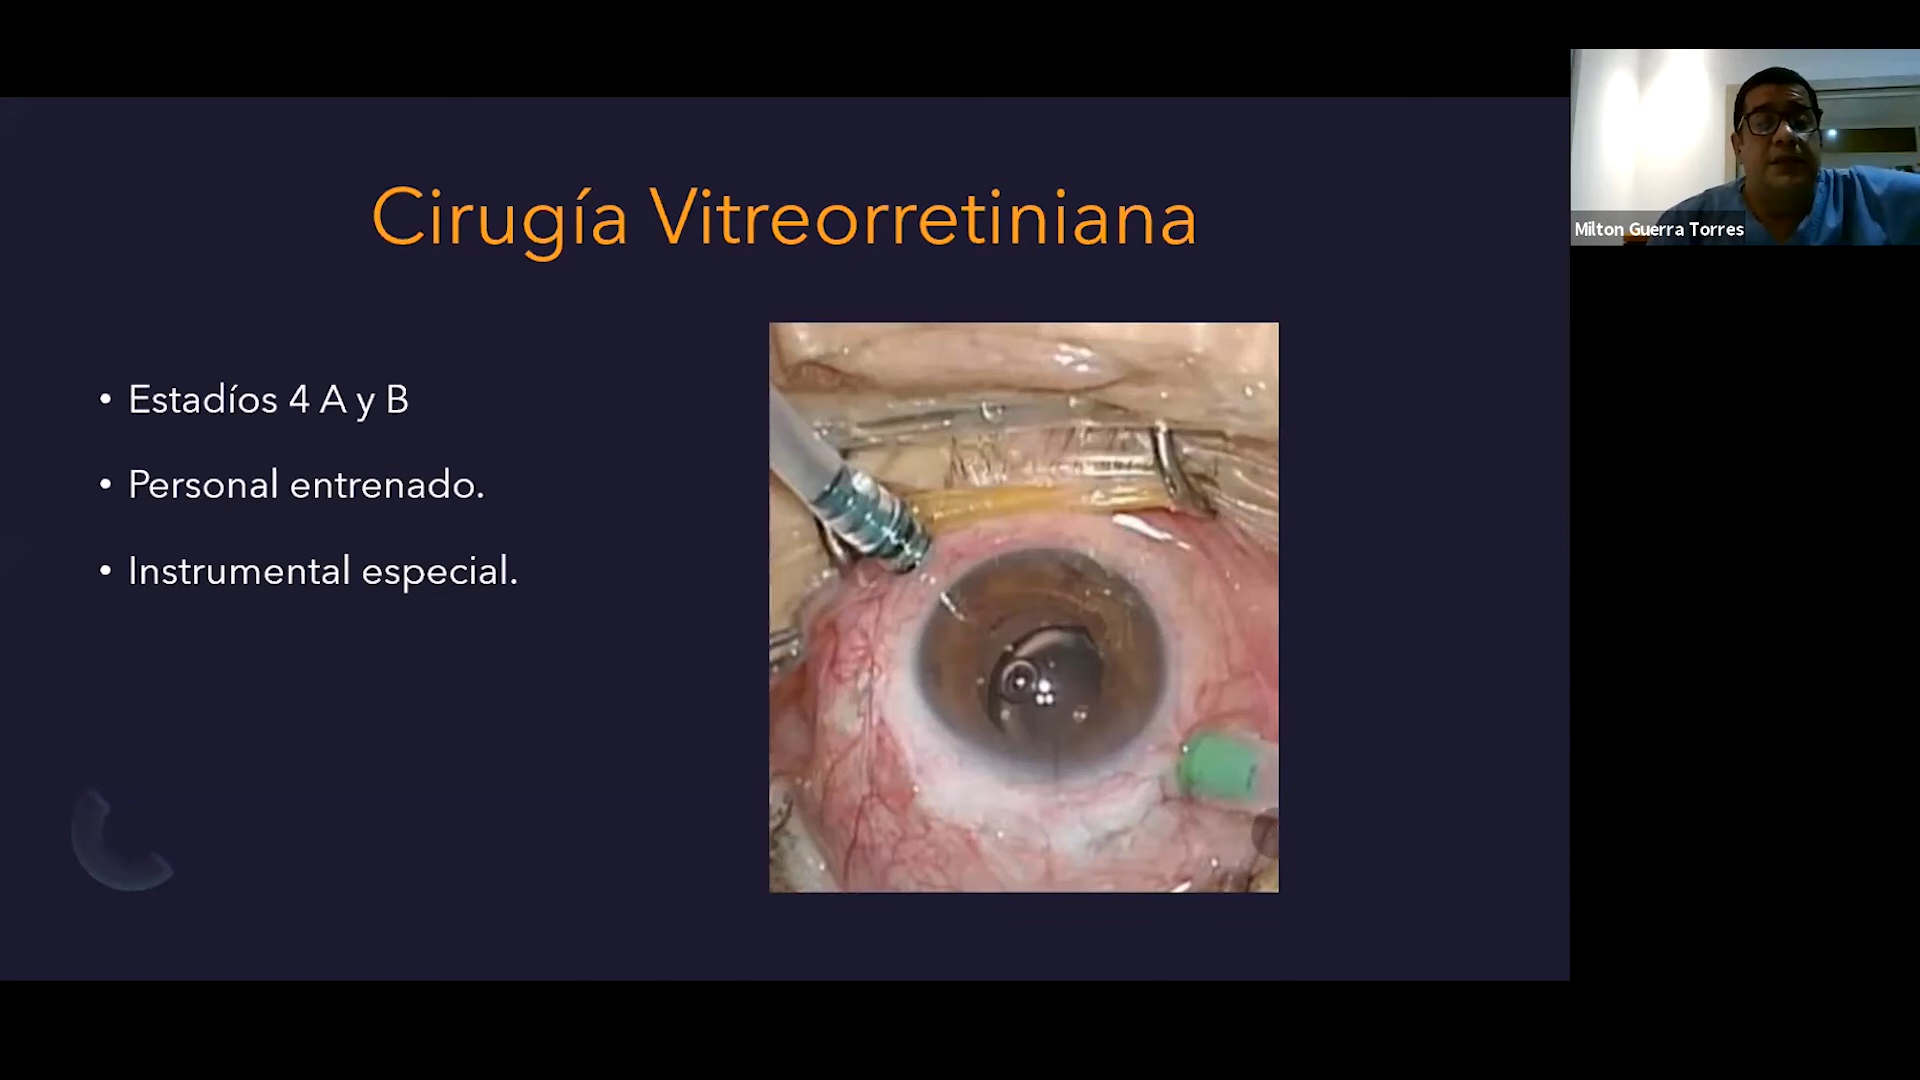 Cirugía Vitreorretiniana
• Estadíos 4 A y B
• Personal entrenado.
• Instrumental especial.
Milton Guerra Torres